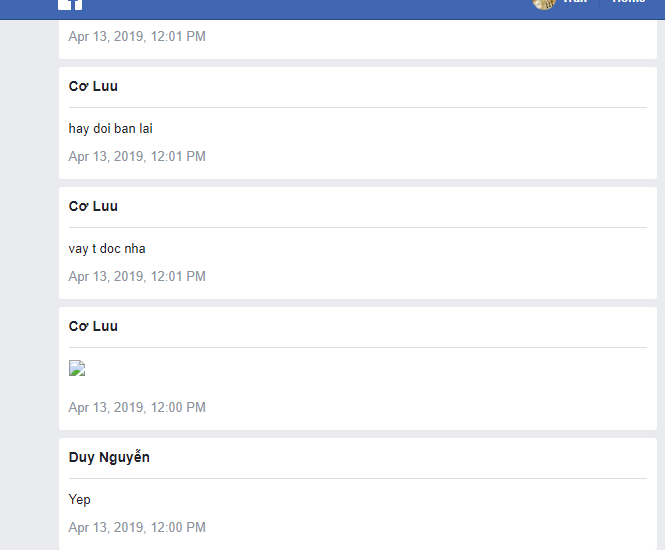 Apr 13, 2019, 12:01 PM
Cơ Luu
hay doi ban lai
Apr 13, 2019, 12:01 PM
Cơ Luu
vay t doc nha
Apr 13, 2019, 12:01 PM
Cơ Luu
Apr 13, 2019, 12:00 PM
Duy Nguyễn
Yep
Apr 13, 2019, 12:00 PM